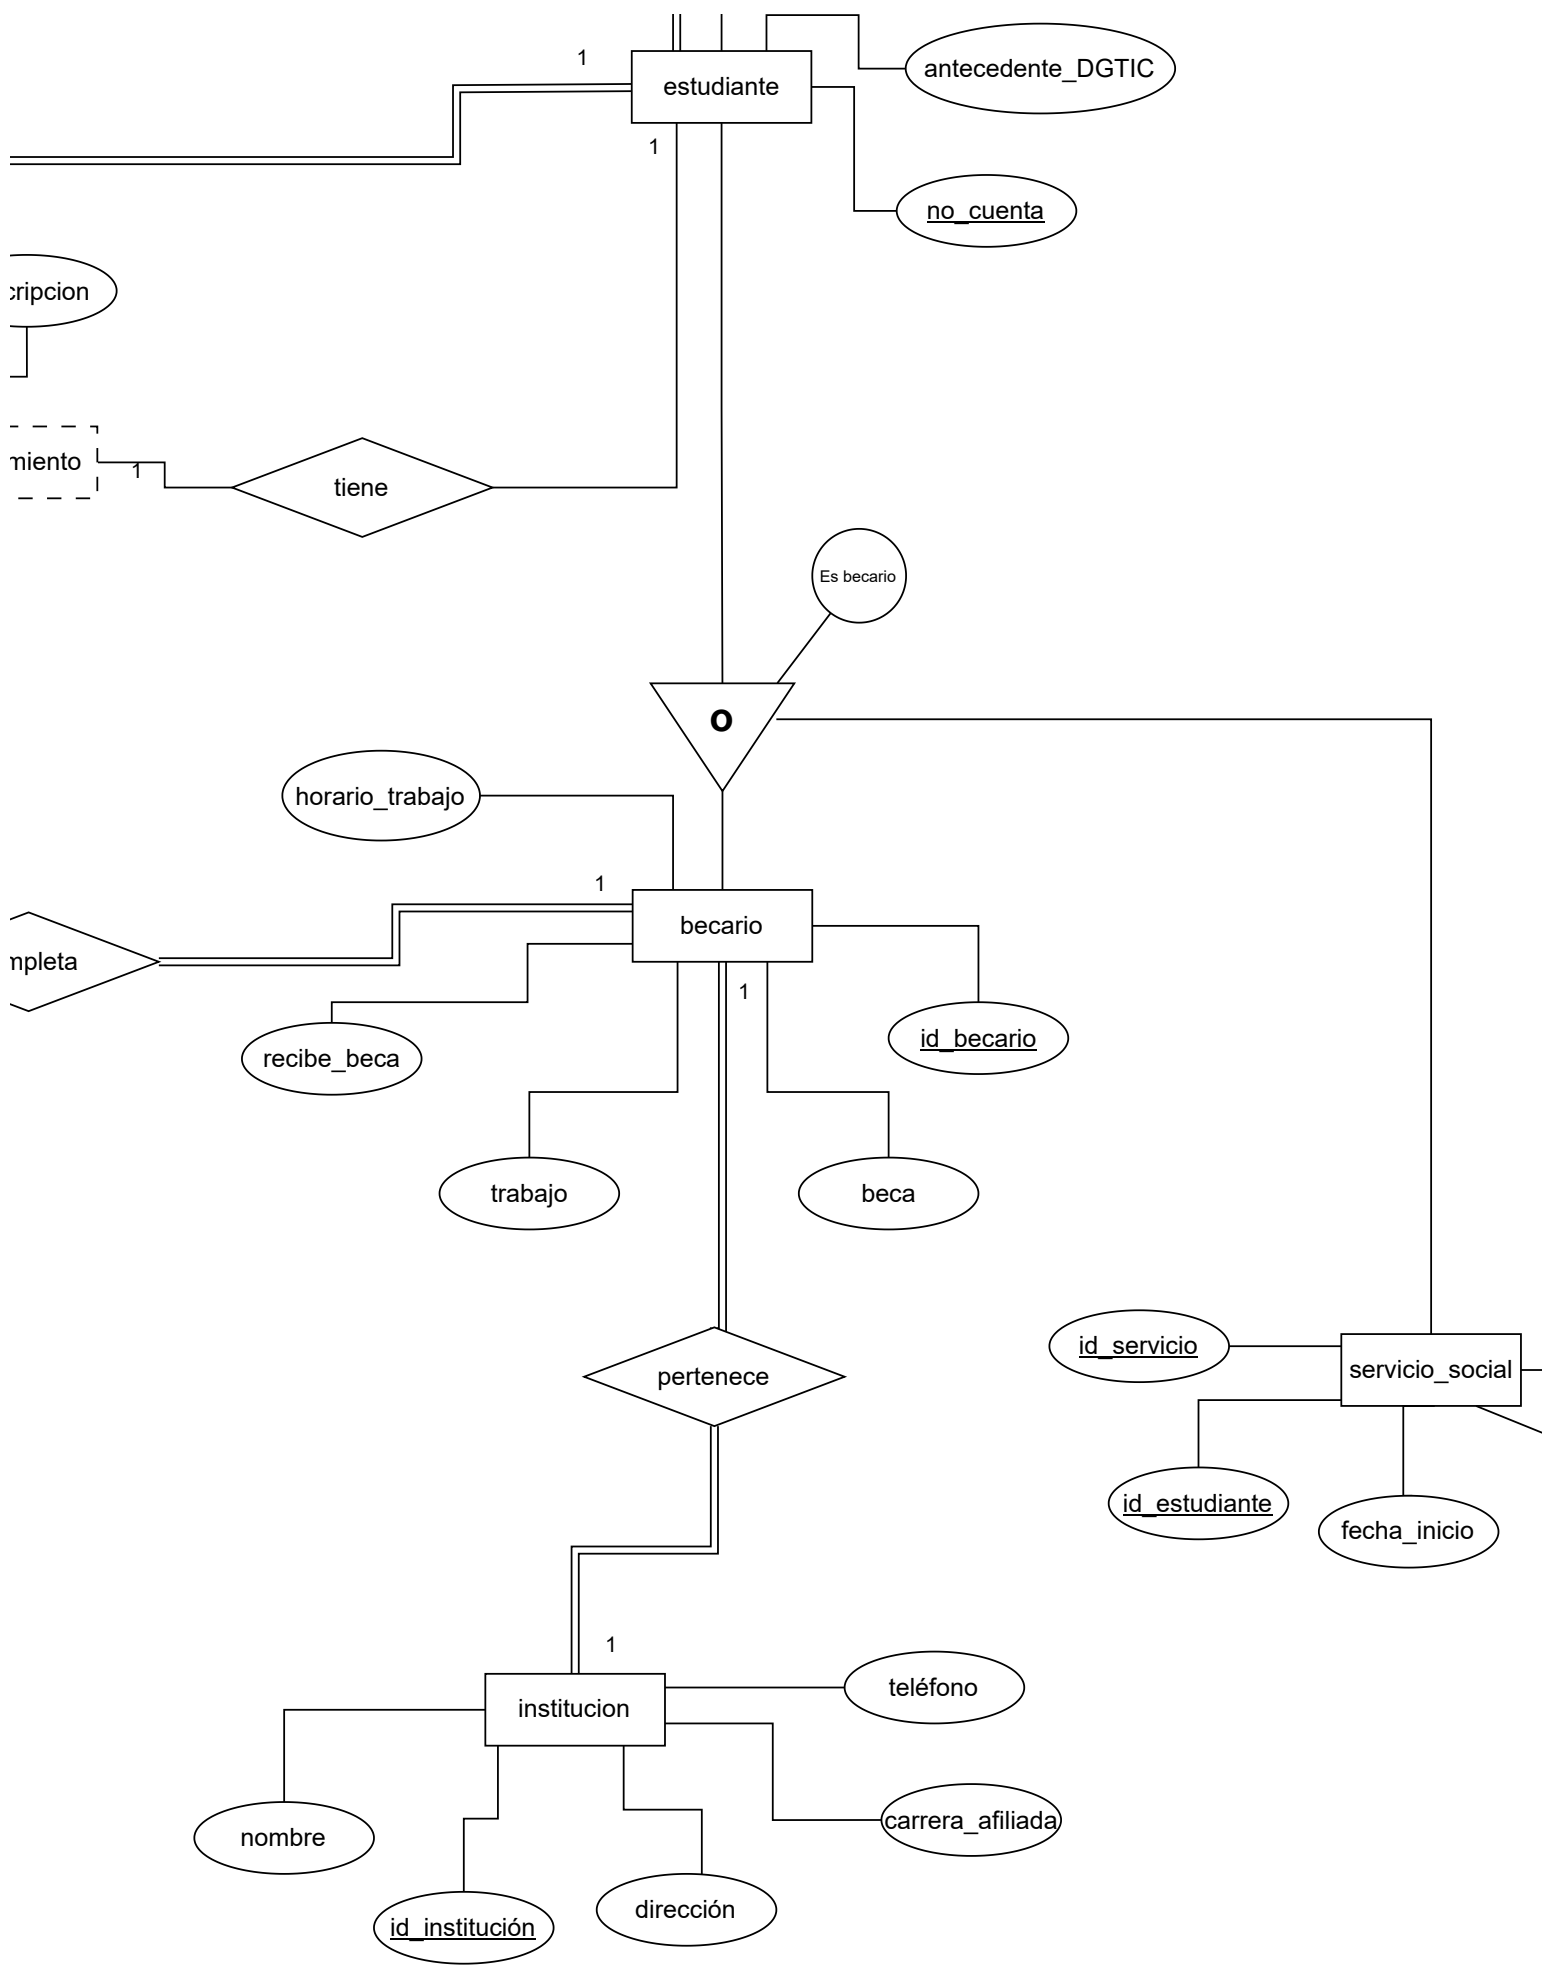 1
estudiante
antecedente_DGTIC
1
no_cuenta
cripcion
miento
1
tiene
Es becario
o
horario_trabajo
1
becario
mpleta
1
id_becario
recibe_beca
trabajo
beca
id_servicio
servicio_social
pertenece
id_estudiante
fecha_inicio
1
teléfono
institucion
carrera_afiliada
nombre
dirección
id_institución